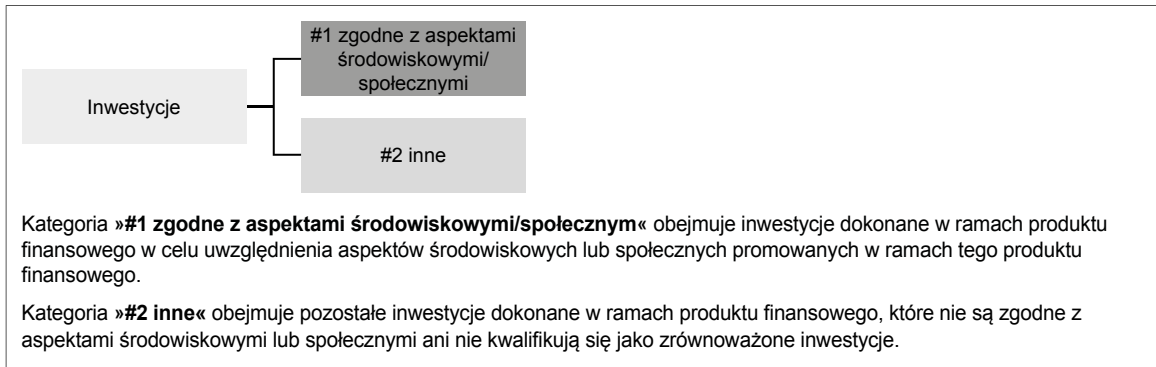 #1 zgodne z aspektami
środowiskowymi/
społecznymi
Inwestycje
#2 inne
Kategoria »#1 zgodne z aspektami środowiskowymi/społecznym« obejmuje inwestycje dokonane w ramach produktu
finansowego w celu uwzględnienia aspektów środowiskowych lub społecznych promowanych w ramach tego produktu
finansowego.
Kategoria »#2 inne« obejmuje pozostałe inwestycje dokonane w ramach produktu finansowego, które nie są zgodne z
aspektami środowiskowymi lub społecznymi ani nie kwalifikują się jako zrównoważone inwestycje.